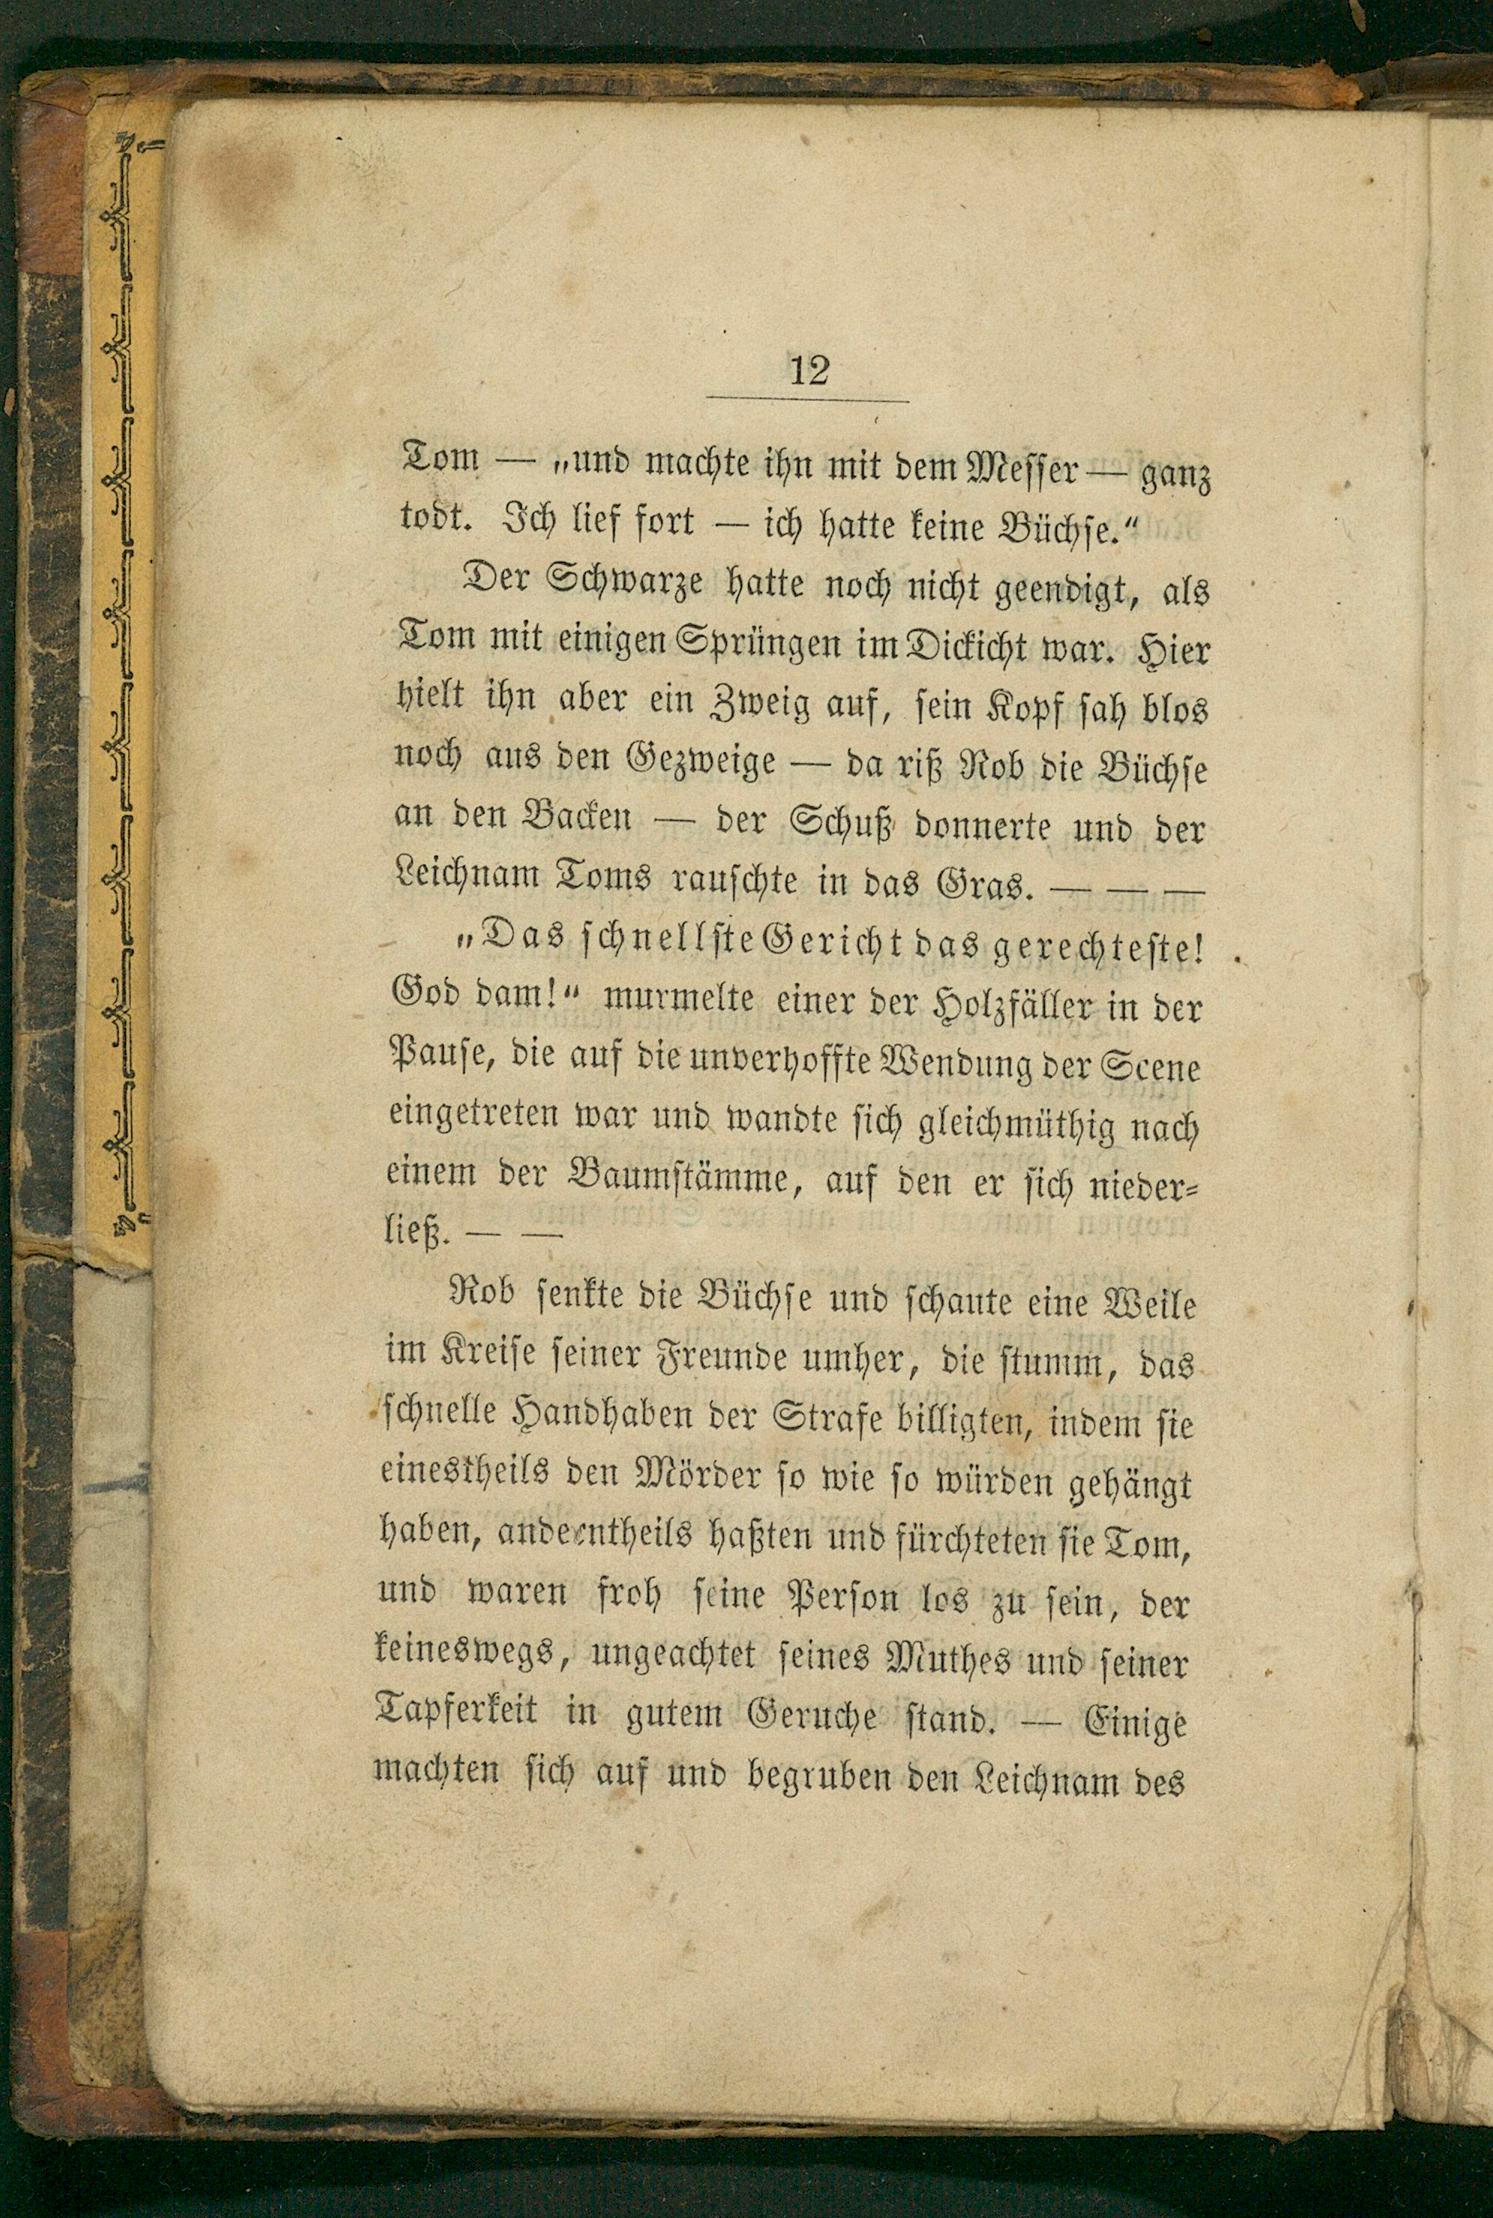 12
Tom — „und machte ihn mit dem Messer — ganz
todt. Ich lief fort — ich hatte keine Büchse.“
Der Schwarze hatte noch nicht geendigt, als
Tom mit einigen Sprüngen im Dickicht war. Hier
hielt ihn aber ein Zweig auf, sein Kopf sah blos
noch aus den Gezweige — da riß Rob die Büchse
an den Backen — der Schuß donnerte und der
Leichnam Toms rauschte in das Gras. — — —
„Das schnellste Gericht das gerechteste!
God dam!“ murmelte einer der Holzfäller in der
Pause, die auf die unverhoffte Wendung der Scene
eingetreten war und wandte sich gleichmüthig nach
einem der Baumstämme, auf den er sich nieder⸗
ließ. — —
Rob senkte die Büchse und schaute eine Weile
im Kreise seiner Freunde umher, die stumm, das
schnelle Handhaben der Strafe billigten, indem sie
einestheils den Mörder so wie so würden gehängt
haben, anderntheils haßten und fürchteten sie Tom,
und waren froh seine Person los zu sein, der
keineswegs, ungeachtet seines Muthes und seiner
Tapferkeit in gutem Geruche stand. — Einige
machten sich auf und begruben den Leichnam des